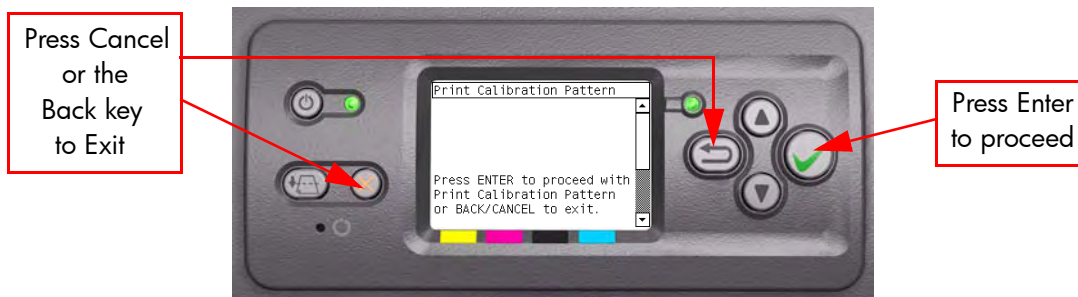 Press Cancel
or the
Back key
to Exit
Print Calibration Pattern
Press ENTER to proceed with
Print Calibration Pattern
or BACK/CANCEL to exit.
Press Enter
to proceed